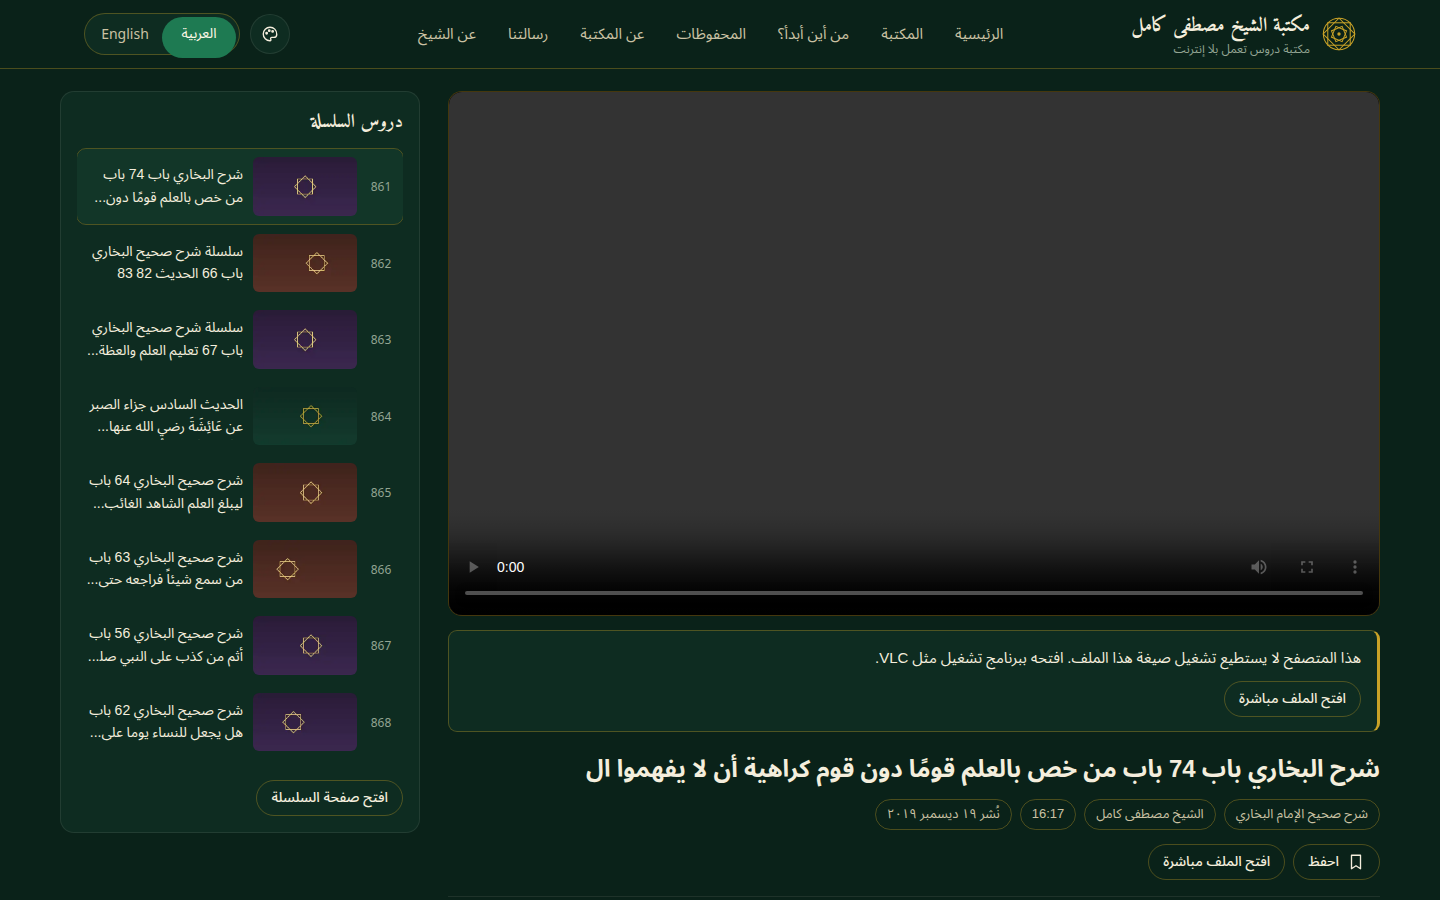 مكتبة الشيخ مصطفى كامل
مكتبة دروس تعمل بلا إنترنت
الرئيسية
المكتبة
من أين أبدأ؟
المحفوظات
عن المكتبة
رسالتنا
عن الشيخ
العربية
English
0:00
هذا المتصفح لا يستطيع تشغيل صيغة هذا الملف. افتحه ببرنامج تشغيل مثل VLC.
افتح الملف مباشرة
شرح البخاري باب 74 باب من خص بالعلم قومًا دون قوم كراهية أن لا يفهموا ال
شرح صحيح الإمام البخاري
الشيخ مصطفى كامل
16:17
نُشر ١٩ ديسمبر ٢٠١٩
احفظ
افتح الملف مباشرة
دروس السلسلة
861
شرح البخاري باب 74 باب
من خص بالعلم قومًا دون...
862
سلسلة شرح صحيح البخاري
باب 66 الحديث 82 83
863
سلسلة شرح صحيح البخاري
باب 67 تعليم العلم والعظة...
864
الحديث السادس جزاء الصبر
عن عَائِشَةَ رضي الله عنها...
865
شرح صحيح البخاري 64 باب
ليبلغ العلم الشاهد الغائب...
866
شرح صحيح البخاري 63 باب
من سمع شيئاً فراجعه حتى...
867
شرح صحيح البخاري 56 باب
أثم من كذب على النبي صلـ...
868
شرح صحيح البخاري 62 باب
هل يجعل للنساء يوما على...
افتح صفحة السلسلة